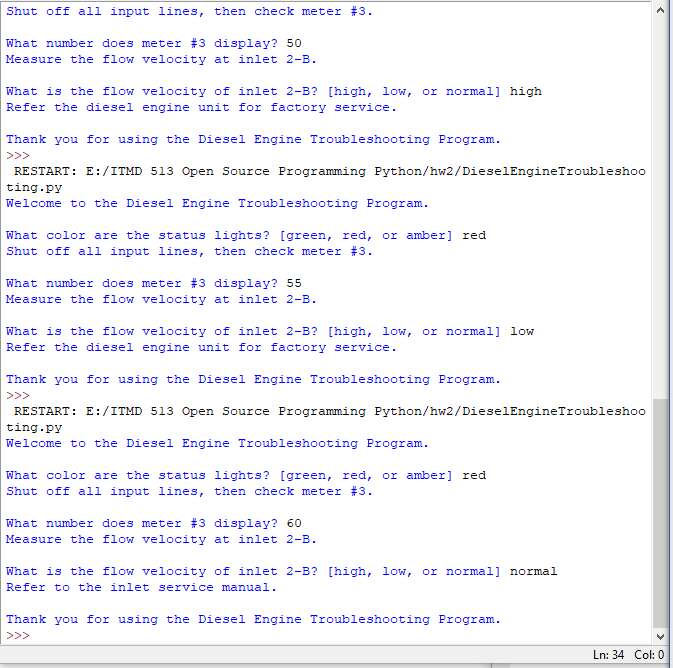 Shut off all input lines, then check meter #3.
What number does meter #3 display? 50
Measure the flow velocity at inlet 2-B.
What is the flow velocity of inlet 2-B? [high, low, or normal] high
Refer the diesel engine unit for factory service.
Thank you for using the Diesel Engine Troubleshooting Program.
>>>
RESTART: E:/ITMD 513 Open Source Programming Python/hw2/DieselEngineTroubleshoo
ting.py
Welcome to the Diesel Engine Troubleshooting Program.
What color are the status lights? [green, red, or amber] red
Shut off all input lines, then check meter #3.
What number does meter #3 display? 55
Measure the flow velocity at inlet 2-B.
What is the flow velocity of inlet 2-B? [high, low, or normal] low
Refer the diesel engine unit for factory service.
Thank you for using the Diesel Engine Troubleshooting Program.
>>>
RESTART: E:/ITMD 513 Open Source Programming Python/hw2/DieselEngineTroubleshoo
ting.py
Welcome to the Diesel Engine Troubleshooting Program.
What color are the status lights? [green, red, or amber] red
Shut off all input lines, then check meter #3.
What number does meter #3 display? 60
Measure the flow velocity at inlet 2-B.
What is the flow velocity of inlet 2-B? [high, low, or normal] normal
Refer to the inlet service manual.
Thank you for using the Diesel Engine Troubleshooting Program.
>>>
Ln: 34 Col: 0